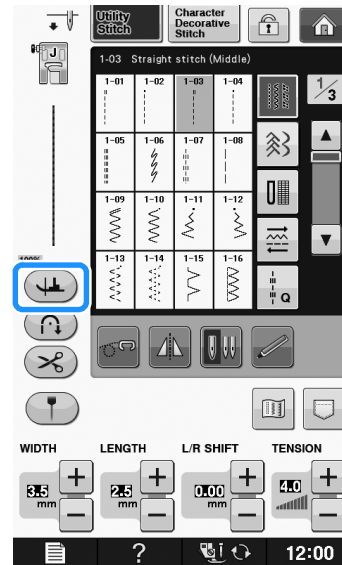 Utility Stitch
Character Decorative Stitch
J
1-03 Straight stitch (Middle)
1/3
1-01 1-02 1-03 1-04
1-05 1-06 1-07 1-08
1-09 1-10 1-11 1-12
1-13 1-14 1-15 1-16
100%
Q
WIDTH LENGTH L/R SHIFT TENSION
3.5 mm 2.5 mm 0.00 mm 4.0
? 12:00